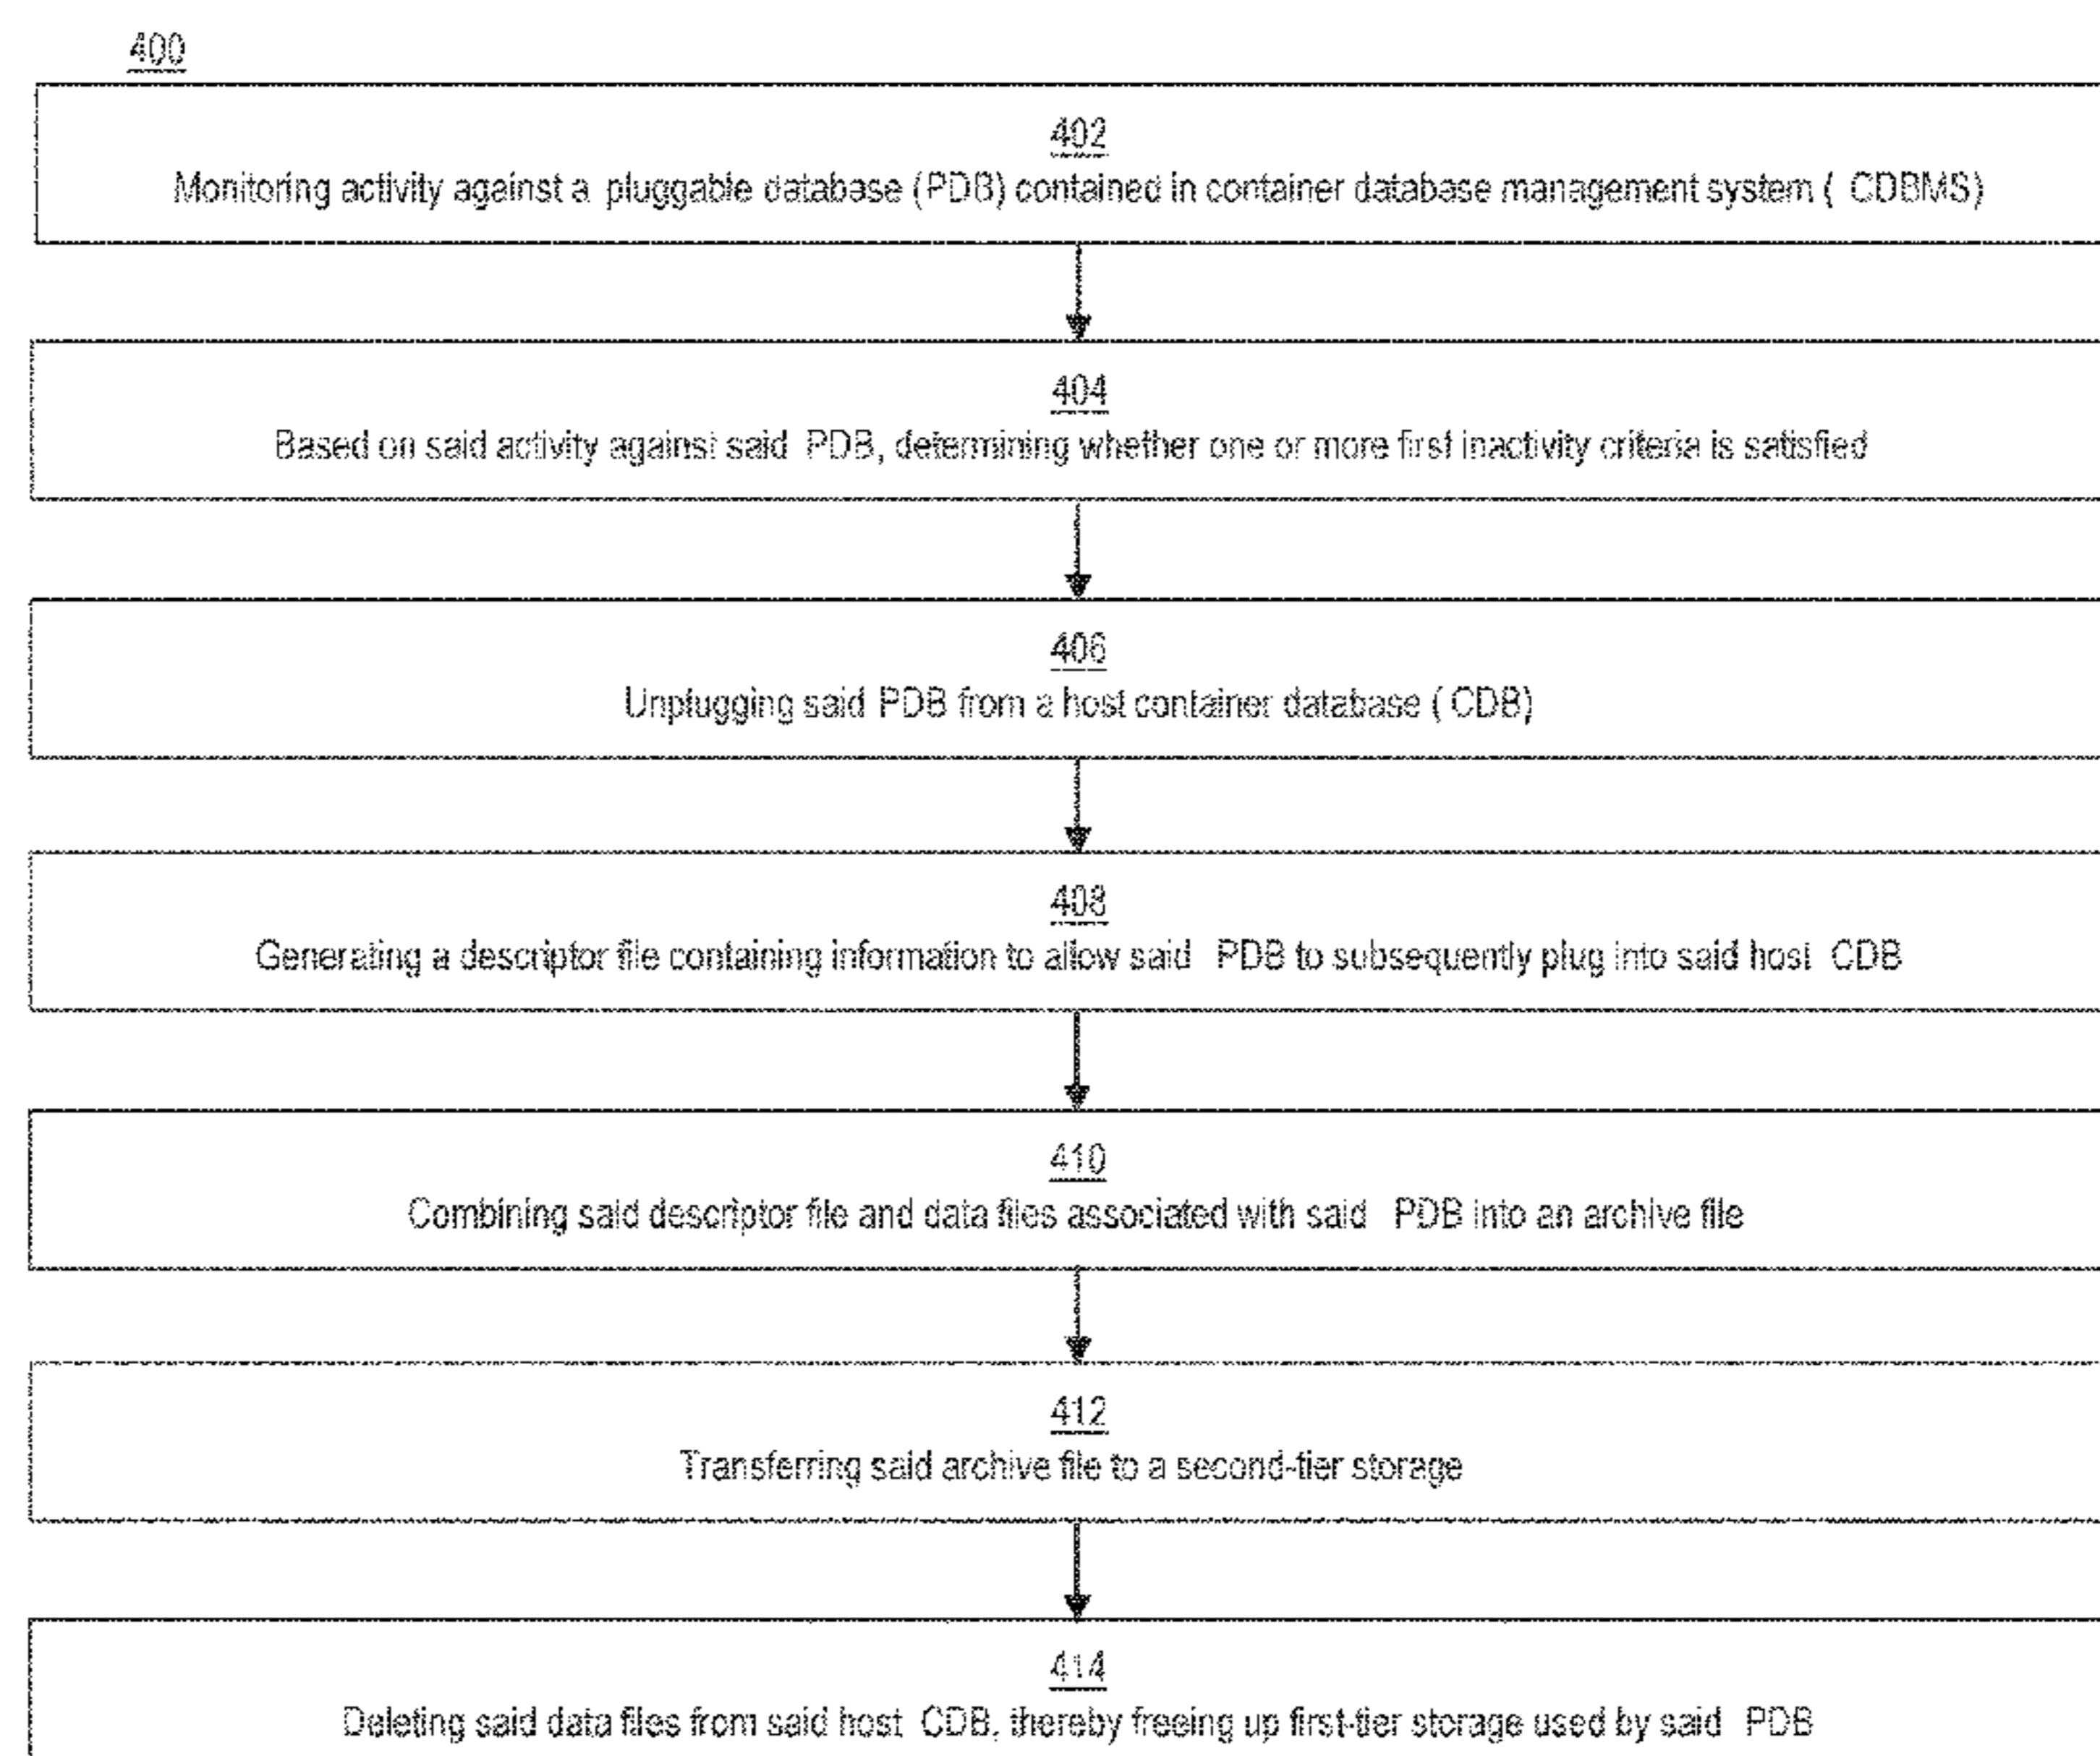 400
402
Monitoring activity against a pluggable database (PDB) contained in container database management system ( CDBMS)
404
Based on said activity against said PDB, determining whether one or more first inactivity criteria is satisfied
406
Unplugging said PDB from a host container database ( CDB)
408
Generating a descriptor file containing information to allow said PDB to subsequently plug into said host CDB
410
Combining said descriptor file and data files associated with said PDB into an archive file
412
Transferring said archive file to a second-tier storage
414
Deleting said data files from said host CDB, thereby freeing up first-tier storage used by said PDB